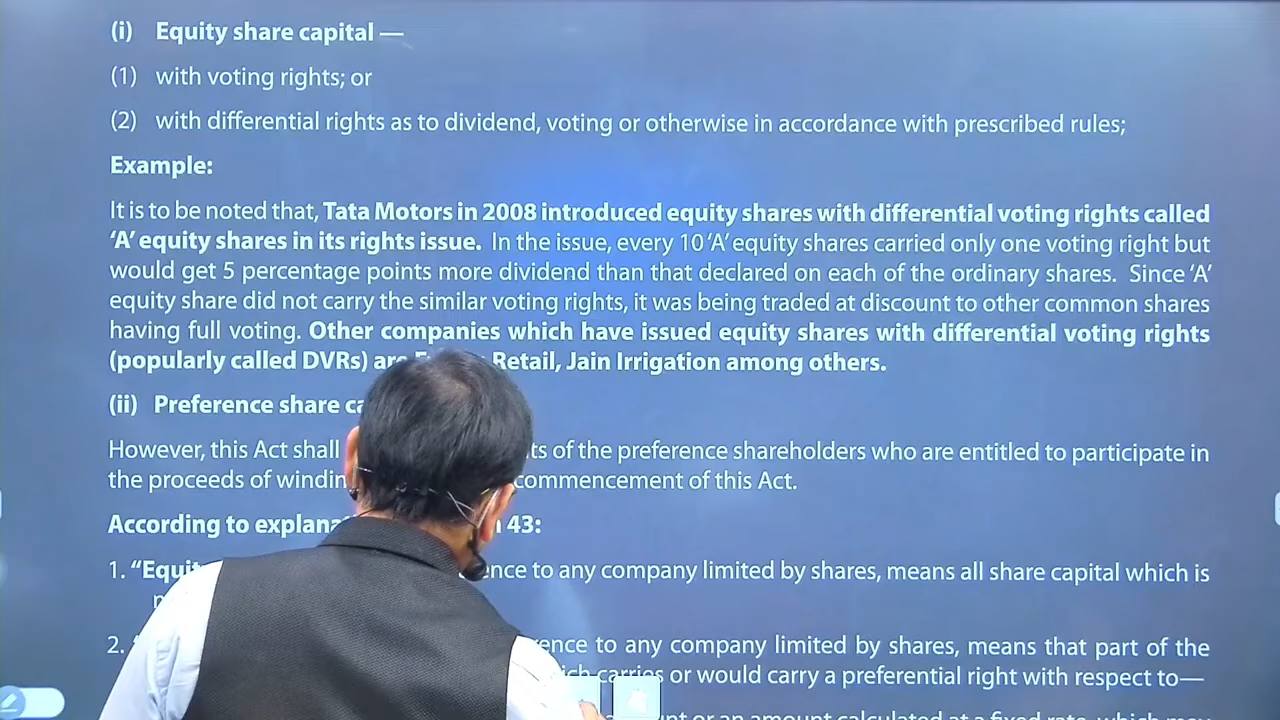 (i) Equity share capital —
(1) with voting rights; or
(2) with differential rights as to dividend, voting or otherwise in accordance with prescribed rules;
Example:
It is to be noted that, Tata Motors in 2008 introduced equity shares with differential voting rights called
‘A’ equity shares in its rights issue. In the issue, every 10 ‘A’ equity shares carried only one voting right but
would get 5 percentage points more dividend than that declared on each of the ordinary shares. Since ‘A’
equity share did not carry the similar voting rights, it was being traded at discount to other common shares
having full voting. Other companies which have issued equity shares with differential voting rights
(popularly called DVRs) are Retail, Jain Irrigation among others.
(ii) Preference share
However, this Act shall of the preference shareholders who are entitled to participate in
the proceeds of commencement of this Act.
According to 43:
1. “ to any company limited by shares, means all share capital which is
2. to any company limited by shares, means that part of the
carries or would carry a preferential right with respect to—
or an amount calculated at a fixed rate, which may